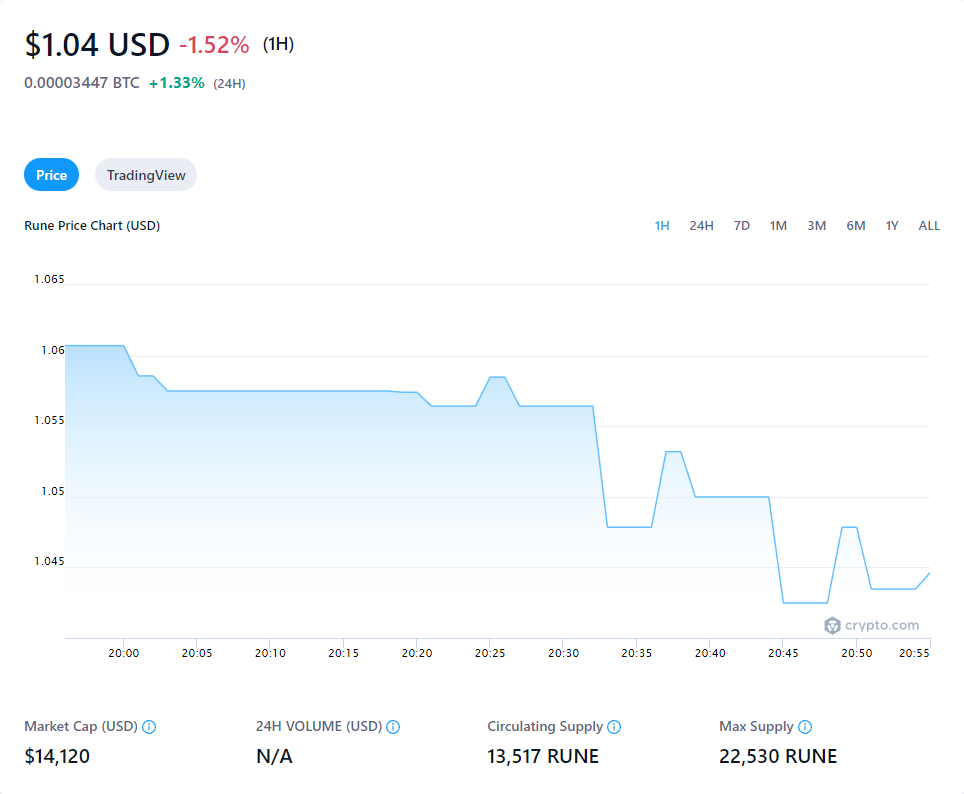 $1.04 USD -1.52% (1H)
0.00003447 BTC +1.33% (24H)
Price TradingView
Rune Price Chart (USD) 1H 24H 7D 1M 3M 6M 1Y ALL
1.065
1.06
1.055
1.05
1.045
crypto.com
20:00 20:05 20:10 20:15 20:20 20:25 20:30 20:35 20:40 20:45 20:50 20:55
Market Cap (USD) 24H VOLUME (USD) Circulating Supply Max Supply
$14,120 N/A 13,517 RUNE 22,530 RUNE